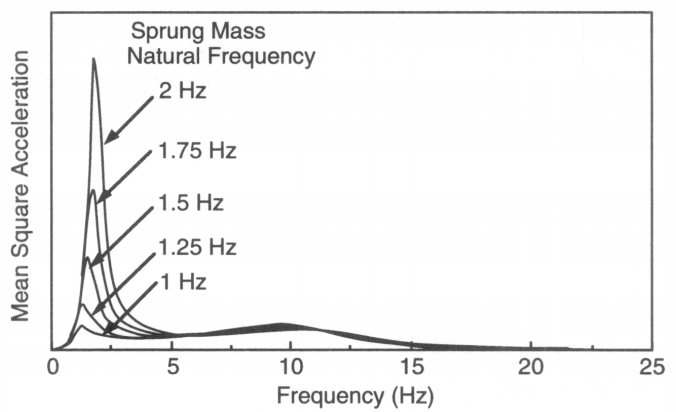 Sprung Mass
Natural Frequency
2 Hz
1.75 Hz
1.5 Hz
1.25 Hz
1 Hz
Mean Square Acceleration
0 5 10 15 20 25
Frequency (Hz)